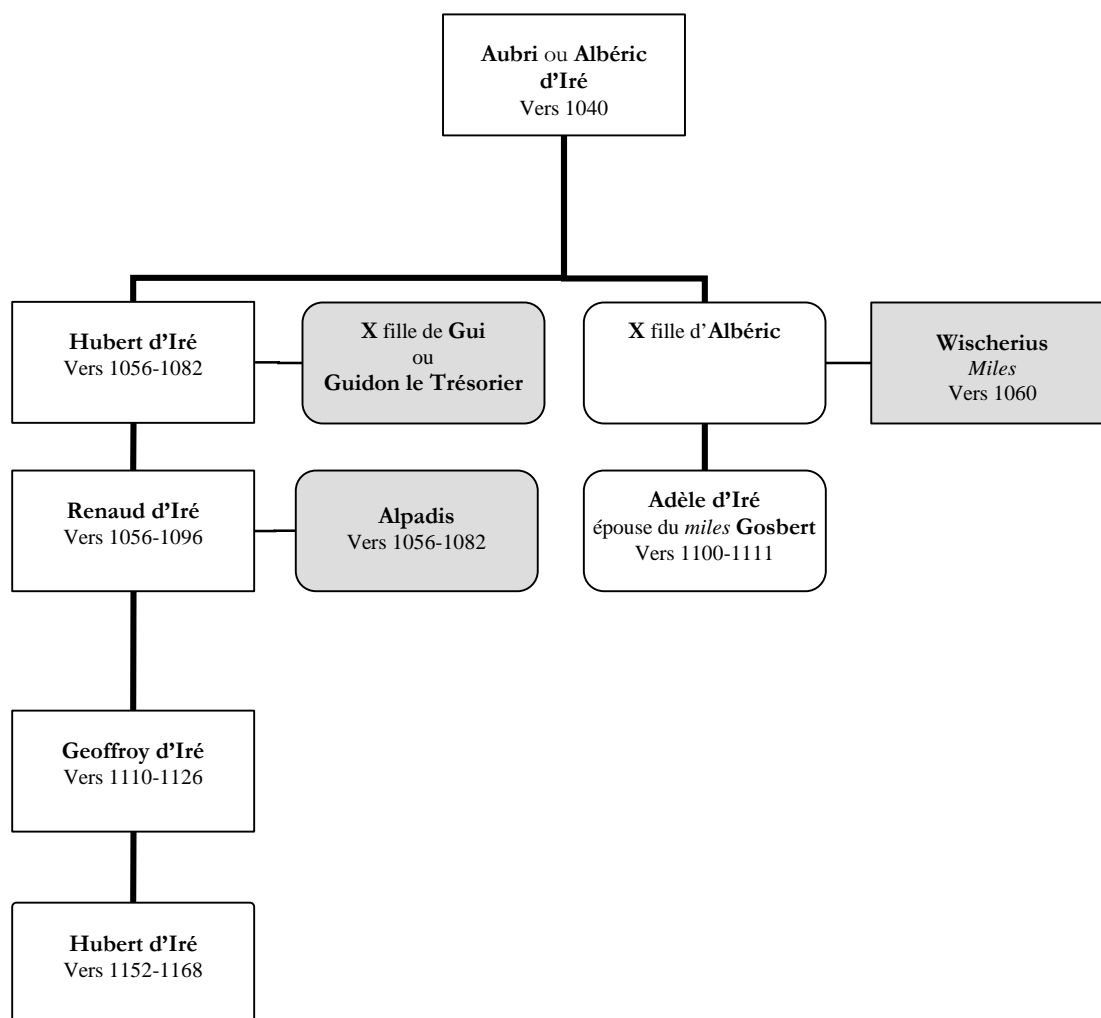 Aubri ou Albéric
d’Iré
Vers 1040
Hubert d’Iré
Vers 1056-1082
X fille de Gui
ou
Guidon le Trésorier
X fille d’Albéric
Wischerius
Miles
Vers 1060
Renaud d’Iré
Vers 1056-1096
Alpadis
Vers 1056-1082
Adèle d’Iré
épouse du miles Gosbert
Vers 1100-1111
Geoffroy d’Iré
Vers 1110-1126
Hubert d’Iré
Vers 1152-1168